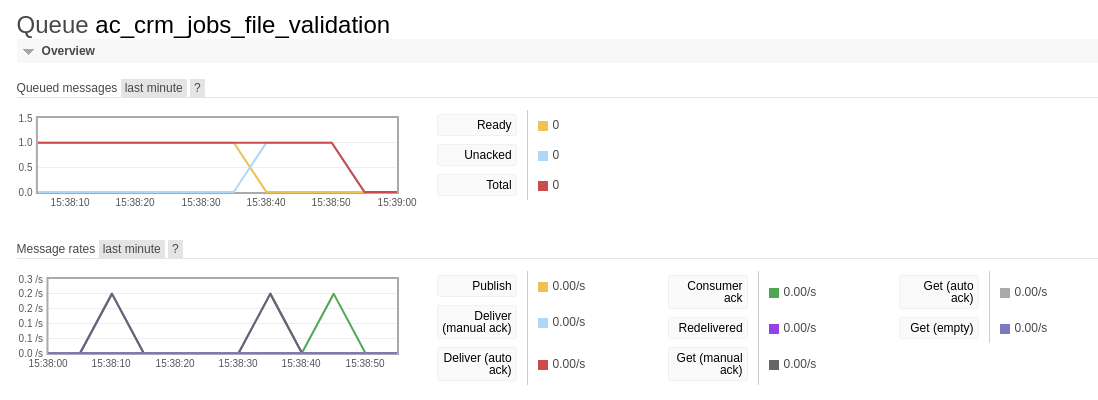 Queue ac_crm_jobs_file_validation
Overview
Queued messages last minute ?
1.5
1.0
0.5
0.0
15:38:10 15:38:20 15:38:30 15:38:40 15:38:50 15:39:00
Ready 0
Unacked 0
Total 0
Message rates last minute ?
0.3 /s
0.2 /s
0.2 /s
0.1 /s
0.1 /s
0.0 /s
15:38:00 15:38:10 15:38:20 15:38:30 15:38:40 15:38:50
Publish 0.00/s
Deliver
(manual ack)
0.00/s
Deliver (auto
ack)
0.00/s
Consumer
ack
0.00/s
Redelivered 0.00/s
Get (manual
ack)
0.00/s
Get (auto
ack)
0.00/s
Get (empty) 0.00/s